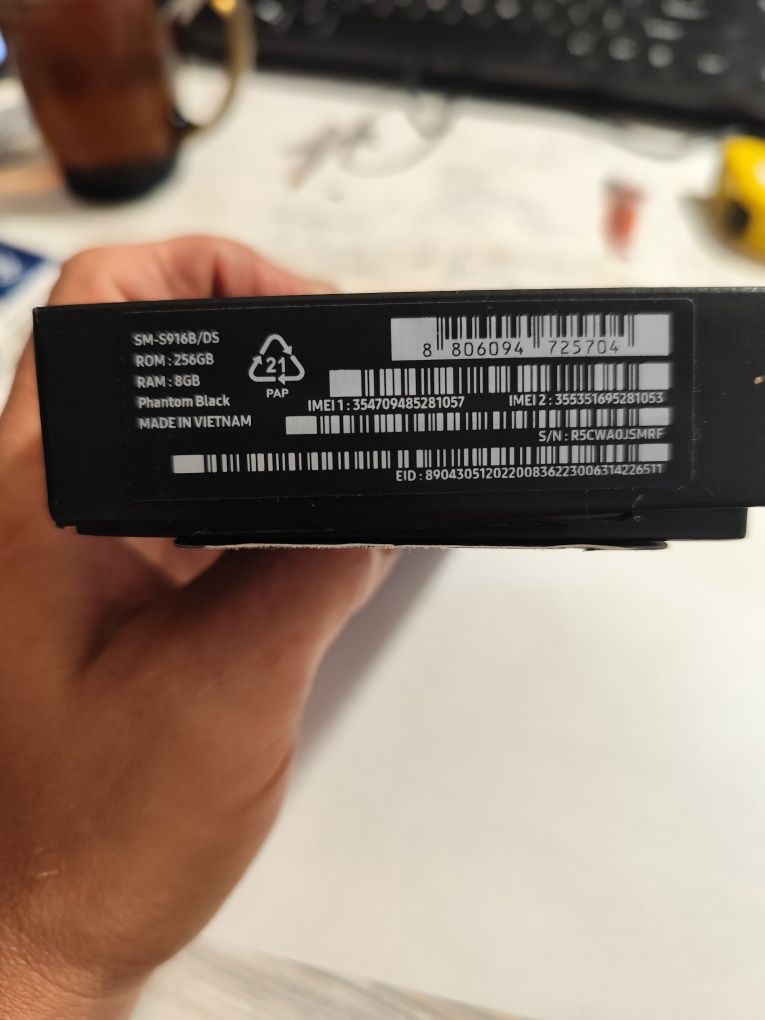 SM-S916B/DS
ROM : 256GB
RAM : 8GB
Phantom Black
MADE IN VIETNAM
21
PAP
8 806094 725704
IMEI 1 : 354709485281057 IMEI 2 : 355351695281053
S/N : R5CWA0JSMRF
EID : 89043051202200836223006314226511